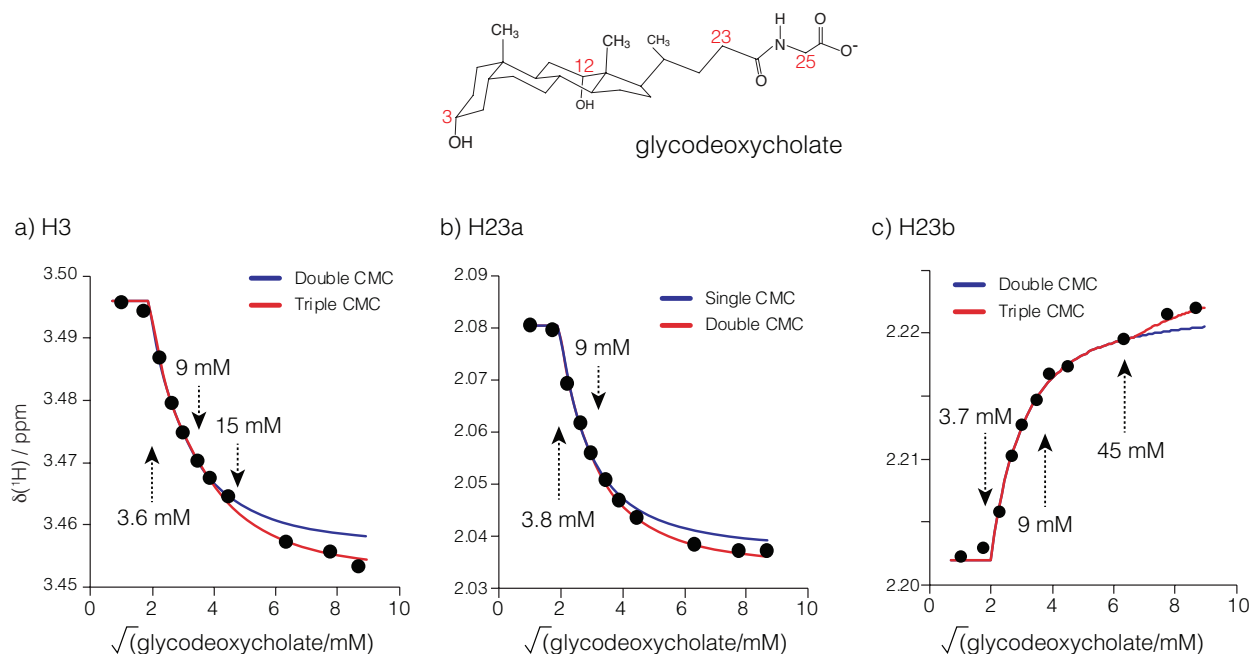 CH₃
CH₃
CH₃
H
N
O
O
O⁻
23
25
12
OH
3
OH
glycodeoxycholate
a) H3
b) H23a
c) H23b
δ(¹H) / ppm
3.50
3.49
3.48
3.47
3.46
3.45
Double CMC
Triple CMC
9 mM
15 mM
3.6 mM
0 2 4 6 8 10
√(glycodeoxycholate/mM)
2.09
2.08
2.07
2.06
2.05
2.04
2.03
Single CMC
Double CMC
9 mM
3.8 mM
0 2 4 6 8 10
√(glycodeoxycholate/mM)
2.22
2.21
2.20
Double CMC
Triple CMC
3.7 mM
9 mM
45 mM
0 2 4 6 8 10
√(glycodeoxycholate/mM)